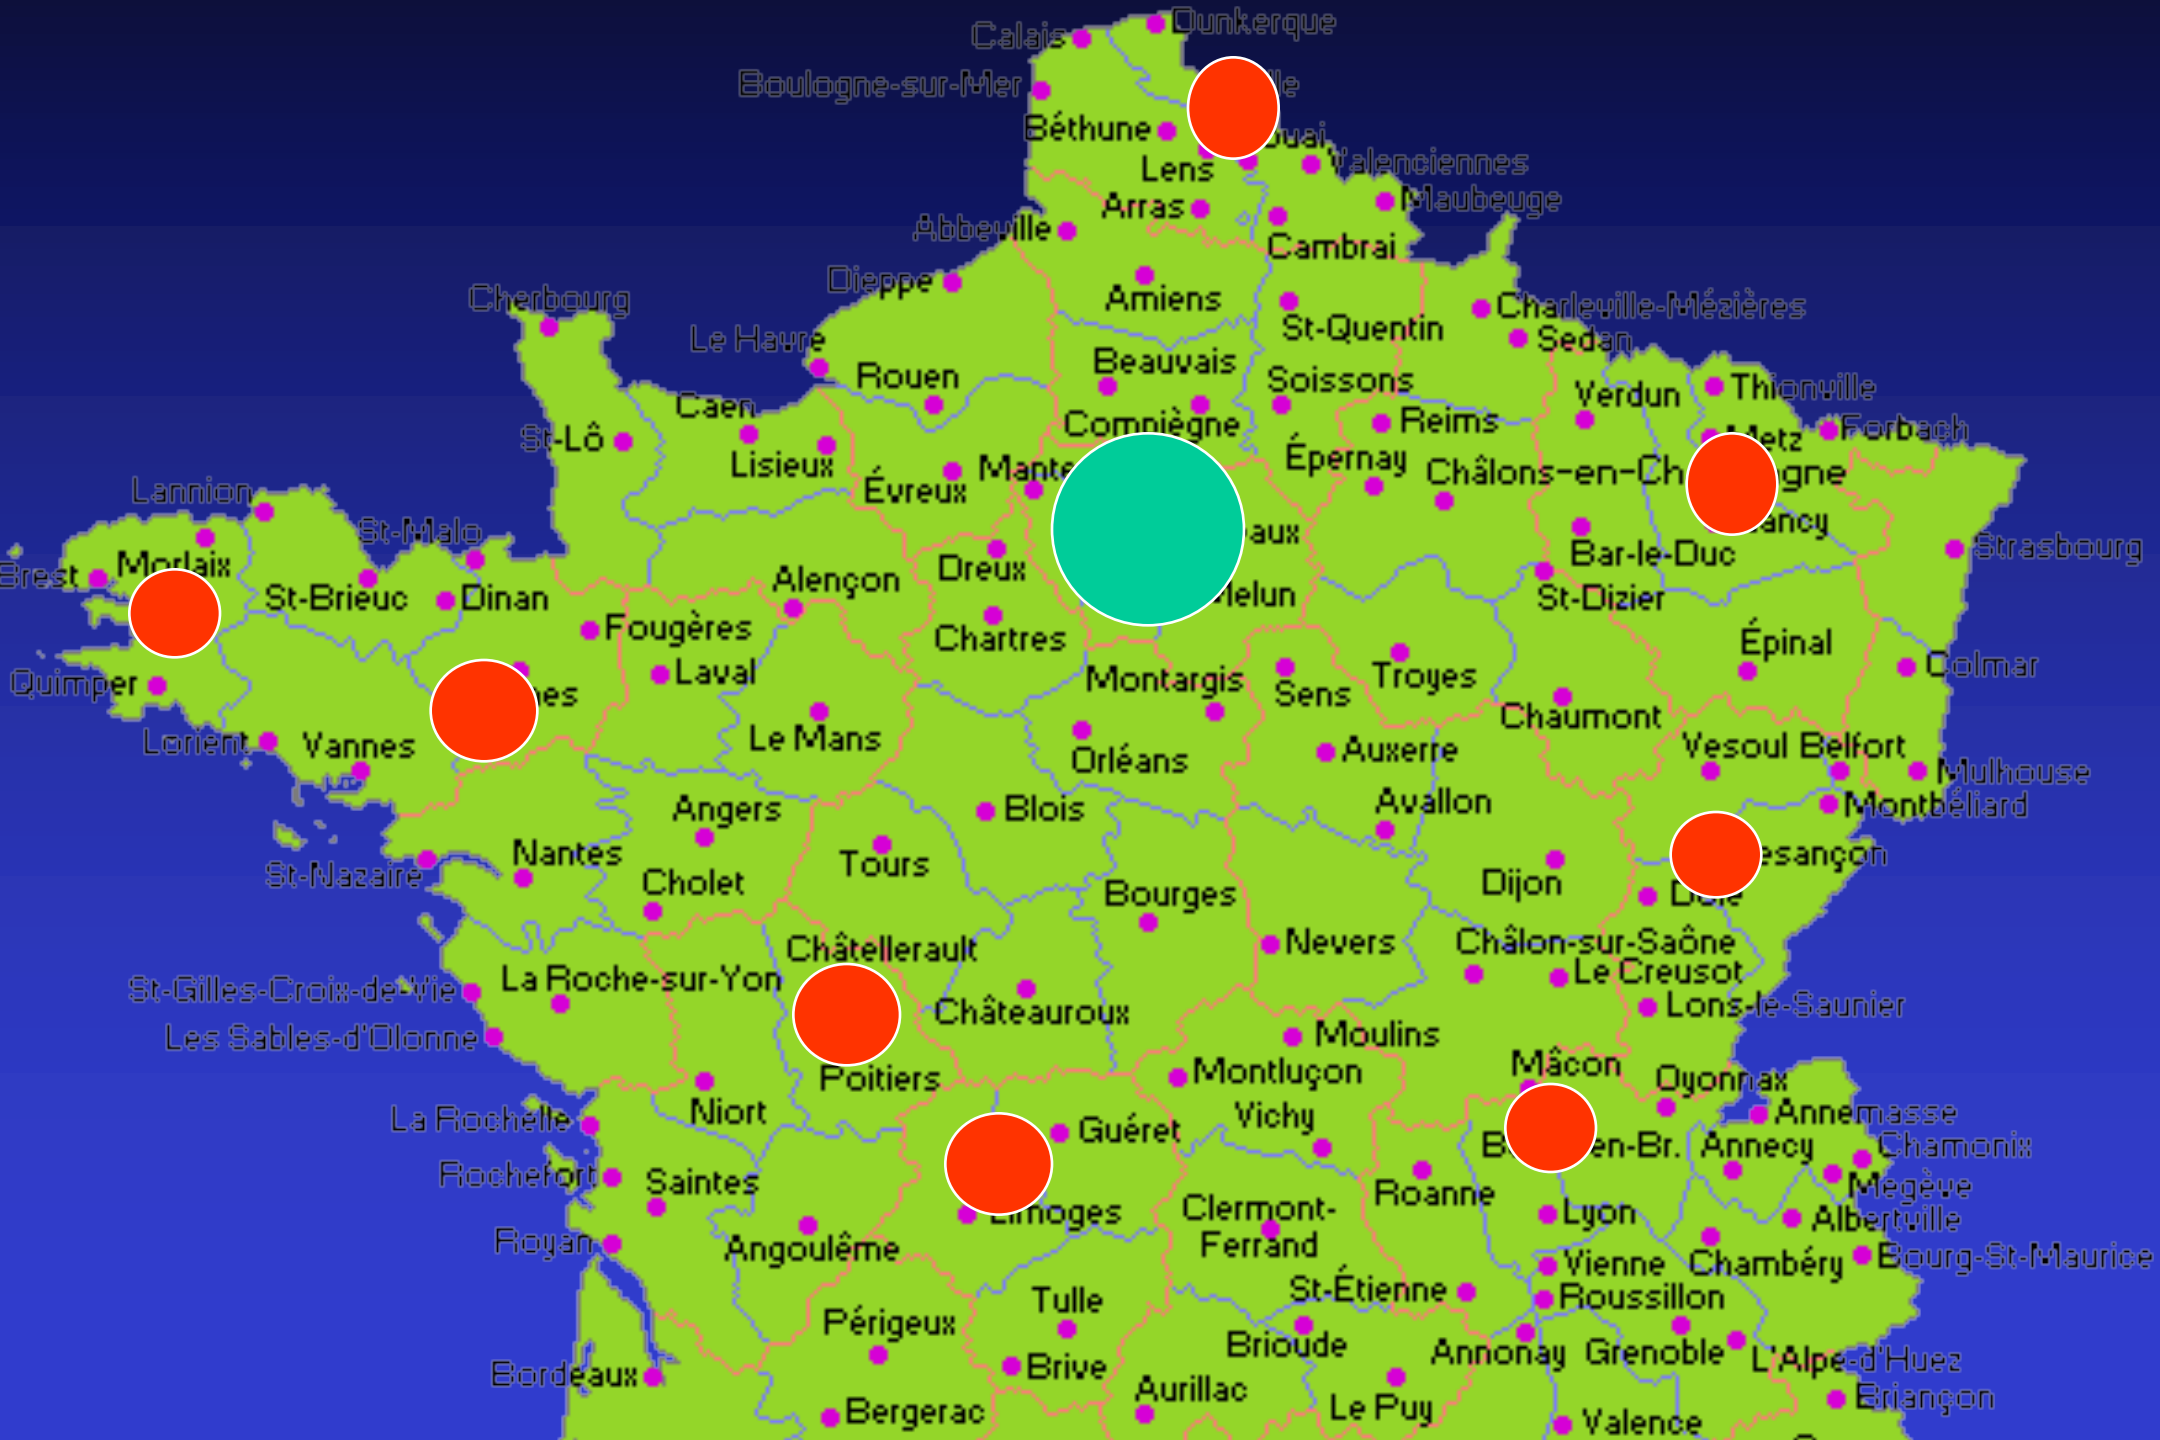 Dunkerque
Calais
Boulogne-sur-Mer
Béthune
Lens
Valenciennes
Maubeuge
Arras
Abbeville
Cambrai
Dieppe
Amiens
Cherbourg
Charleville-Mézières
St-Quentin
Sedan
Le Havre
Beauvais
Rouen
Soissons
Verdun
Thionville
Caen
Compiègne
Reims
Forbach
St-Lô
Metz
Lisieux
Épernay
Évreux
Lannion
St-Malo
Strasbourg
Bar-le-Duc
Morlaix
Brest
Dreux
Alençon
St-Brieuc
Dinan
St-Dizier
Fougères
Chartres
Épinal
Colmar
Laval
Quimper
Montargis
Sens
Troyes
Chaumont
Lorient
Vannes
Le Mans
Orléans
Auxerre
Vesoul
Belfort
Mulhouse
Angers
Blois
Avallon
Montbéliard
Nantes
St-Nazaire
Tours
Cholet
Dijon
Bourges
Dole
Châtellerault
Nevers
Châlon-sur-Saône
La Roche-sur-Yon
Le Creusot
St-Gilles-Croix-de-Vie
Châteauroux
Lons-le-Saunier
Les Sables-d'Olonne
Moulins
Mâcon
Poitiers
Montluçon
Oyonnax
Niort
La Rochelle
Vichy
Guéret
Annemasse
Annecy
Chamonix
Rochefort
Saintes
Roanne
Megève
Clermont-
Ferrand
Limoges
Lyon
Albertville
Royan
Angoulême
Vienne
Chambéry
Bourg-St-Maurice
St-Étienne
Roussillon
Tulle
Périgueux
Brioude
Annonay
Grenoble
L'Alpe-d'Huez
Bordeaux
Brive
Aurillac
Le Puy
Briançon
Bergerac
Valence